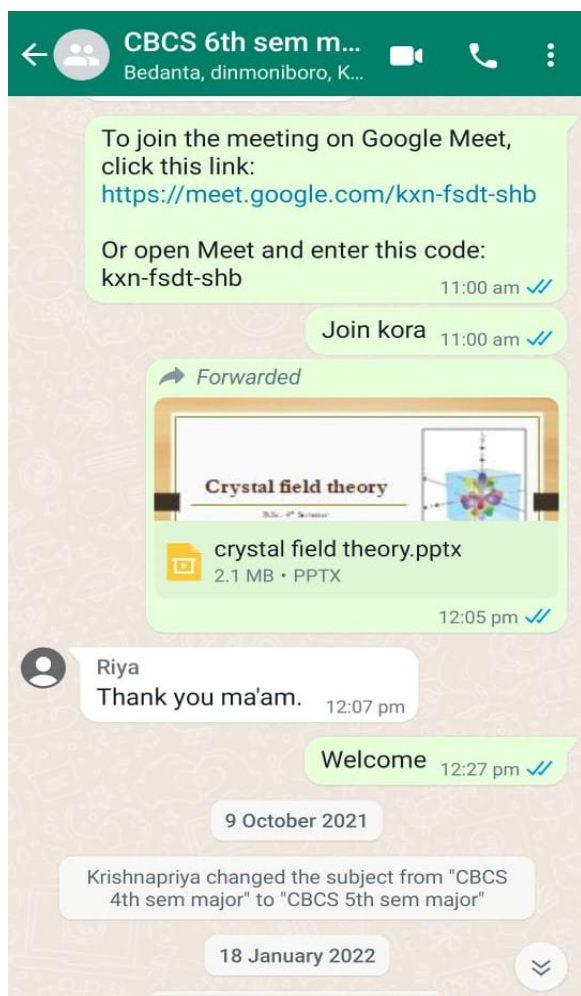 CBCS 6th sem m...
Bedanta, dinmoniboro, K...
To join the meeting on Google Meet,
click this link:
https://meet.google.com/kxn-fsdt-shb
Or open Meet and enter this code:
kxn-fsdt-shb
11:00 am
Join kora 11:00 am
Forwarded
Crystal field theory
crystal field theory.pptx
2.1 MB • PPTX
12:05 pm
Riya
Thank you ma'am. 12:07 pm
Welcome 12:27 pm
9 October 2021
Krishnapriya changed the subject from "CBCS
4th sem major" to "CBCS 5th sem major"
18 January 2022